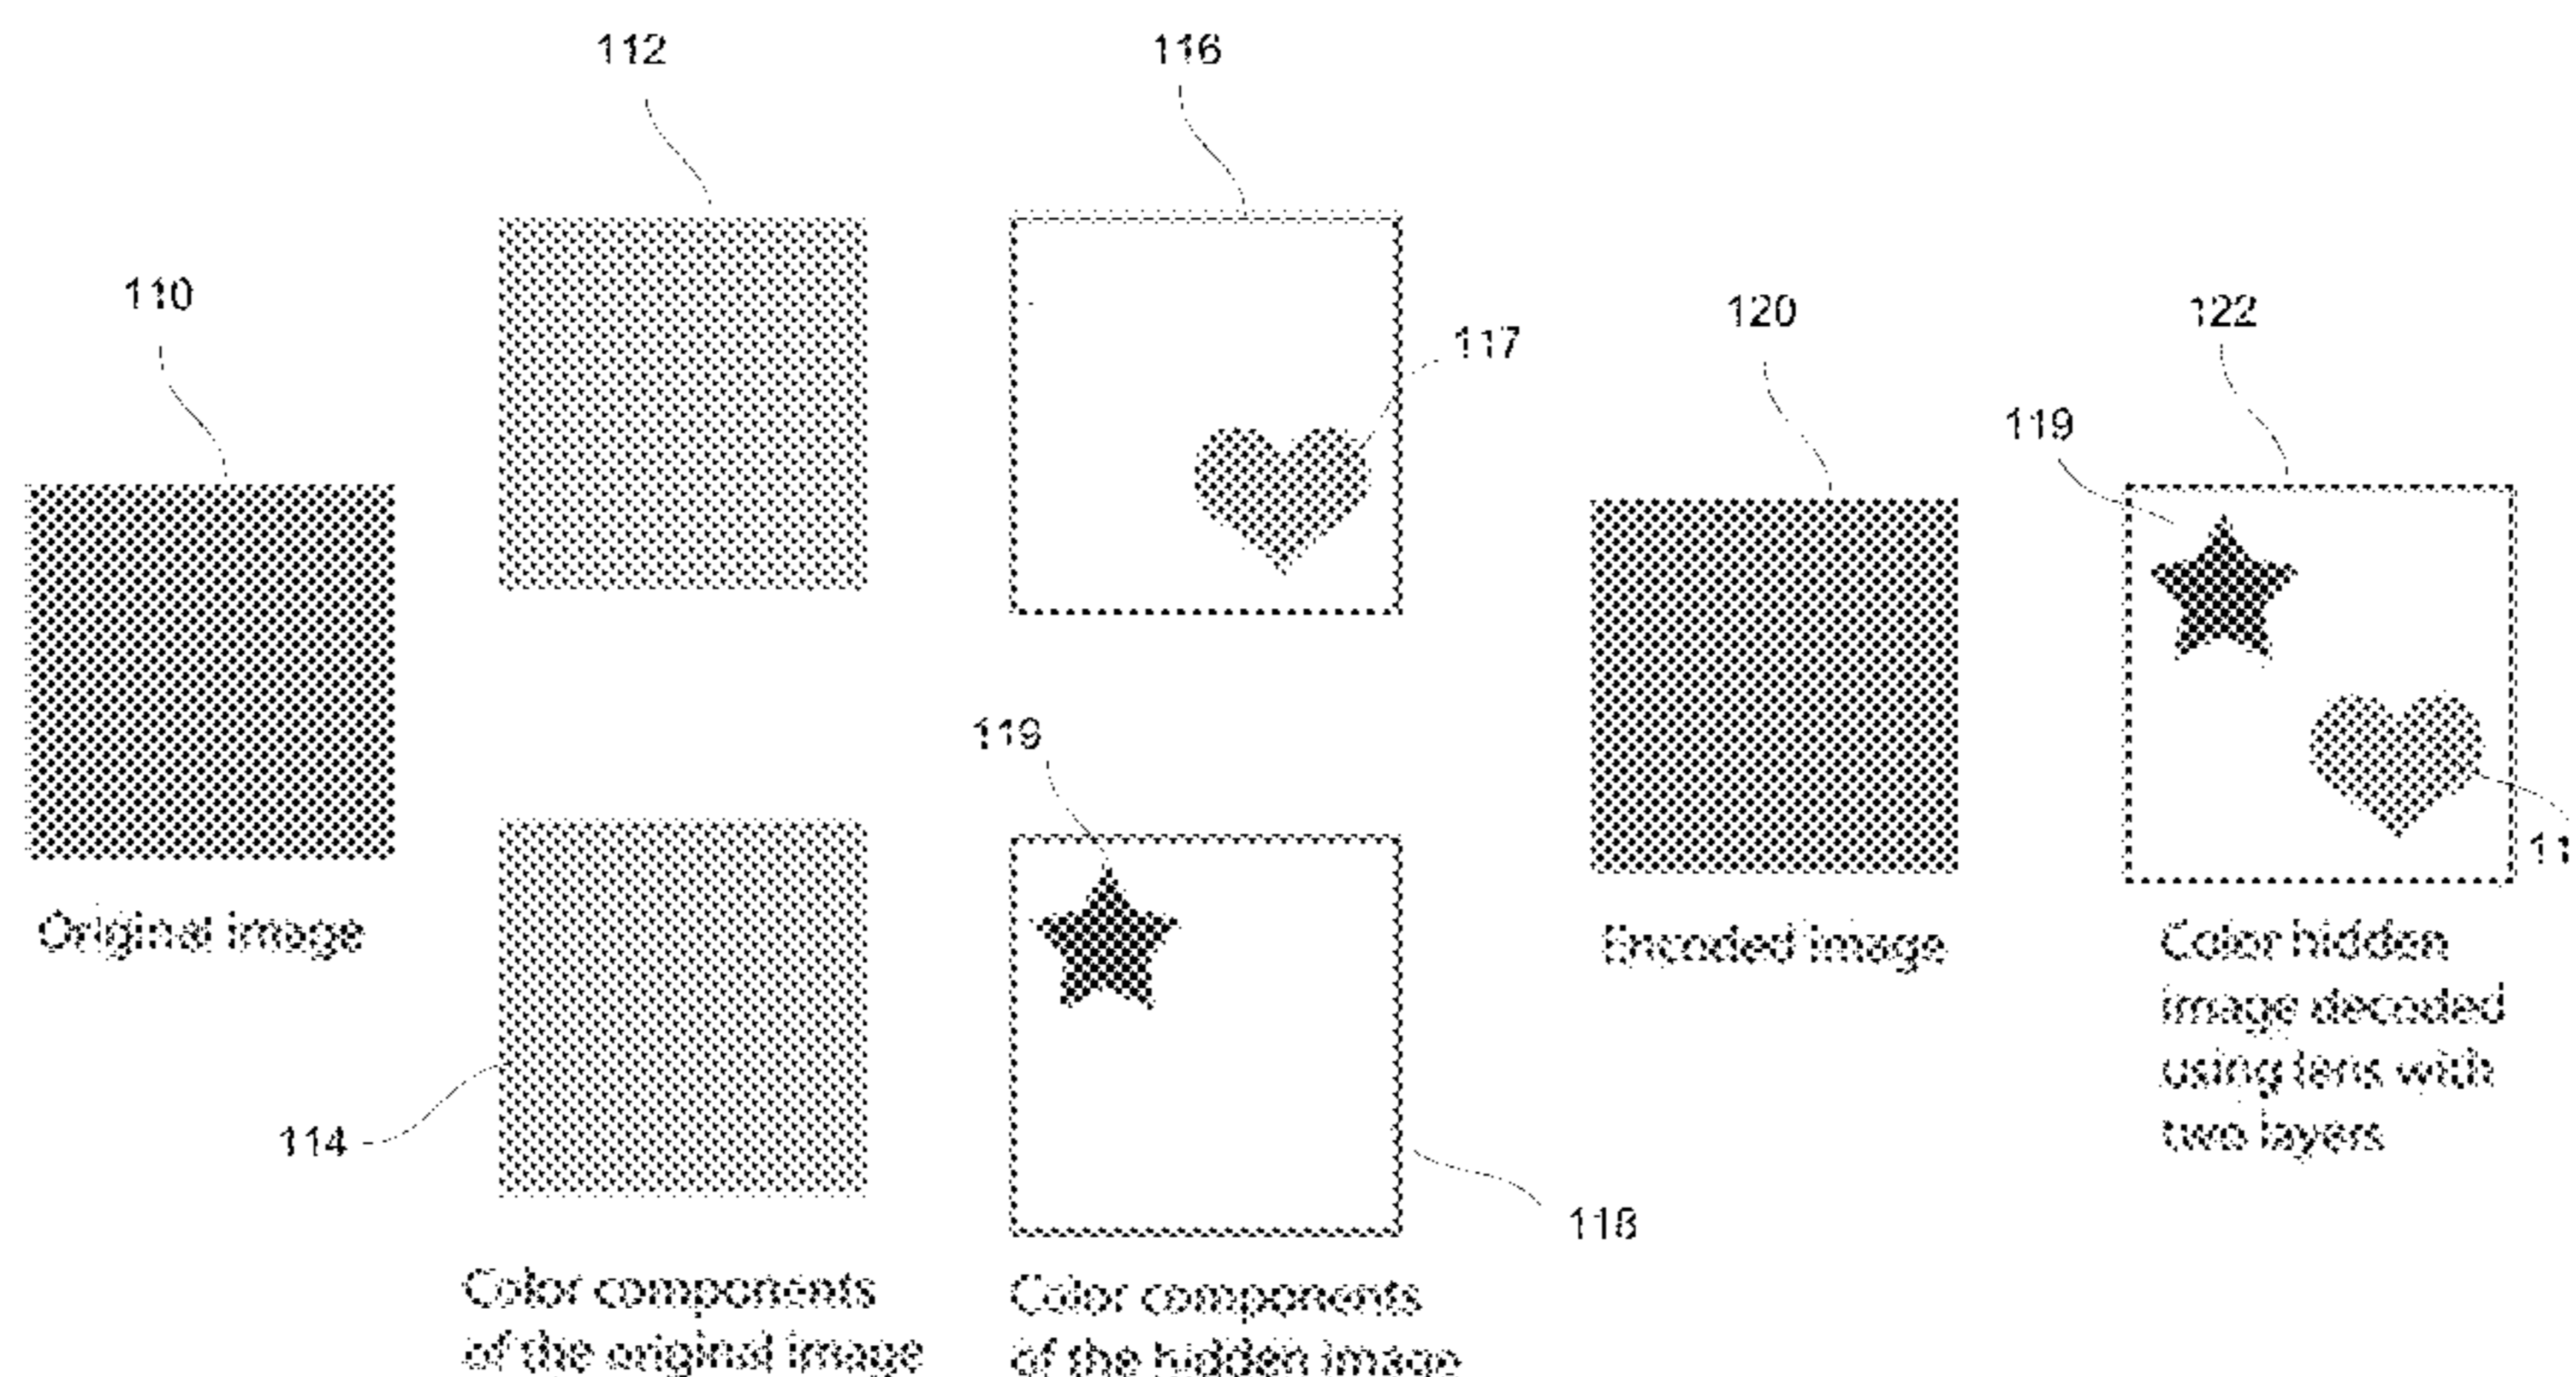 112
116
110
117
120
122
119
119
114
118
11
Original image
Encoded image
Color hidden
image decoded
using lens with
two layers
Color components
of the original image
Color components
of the hidden image